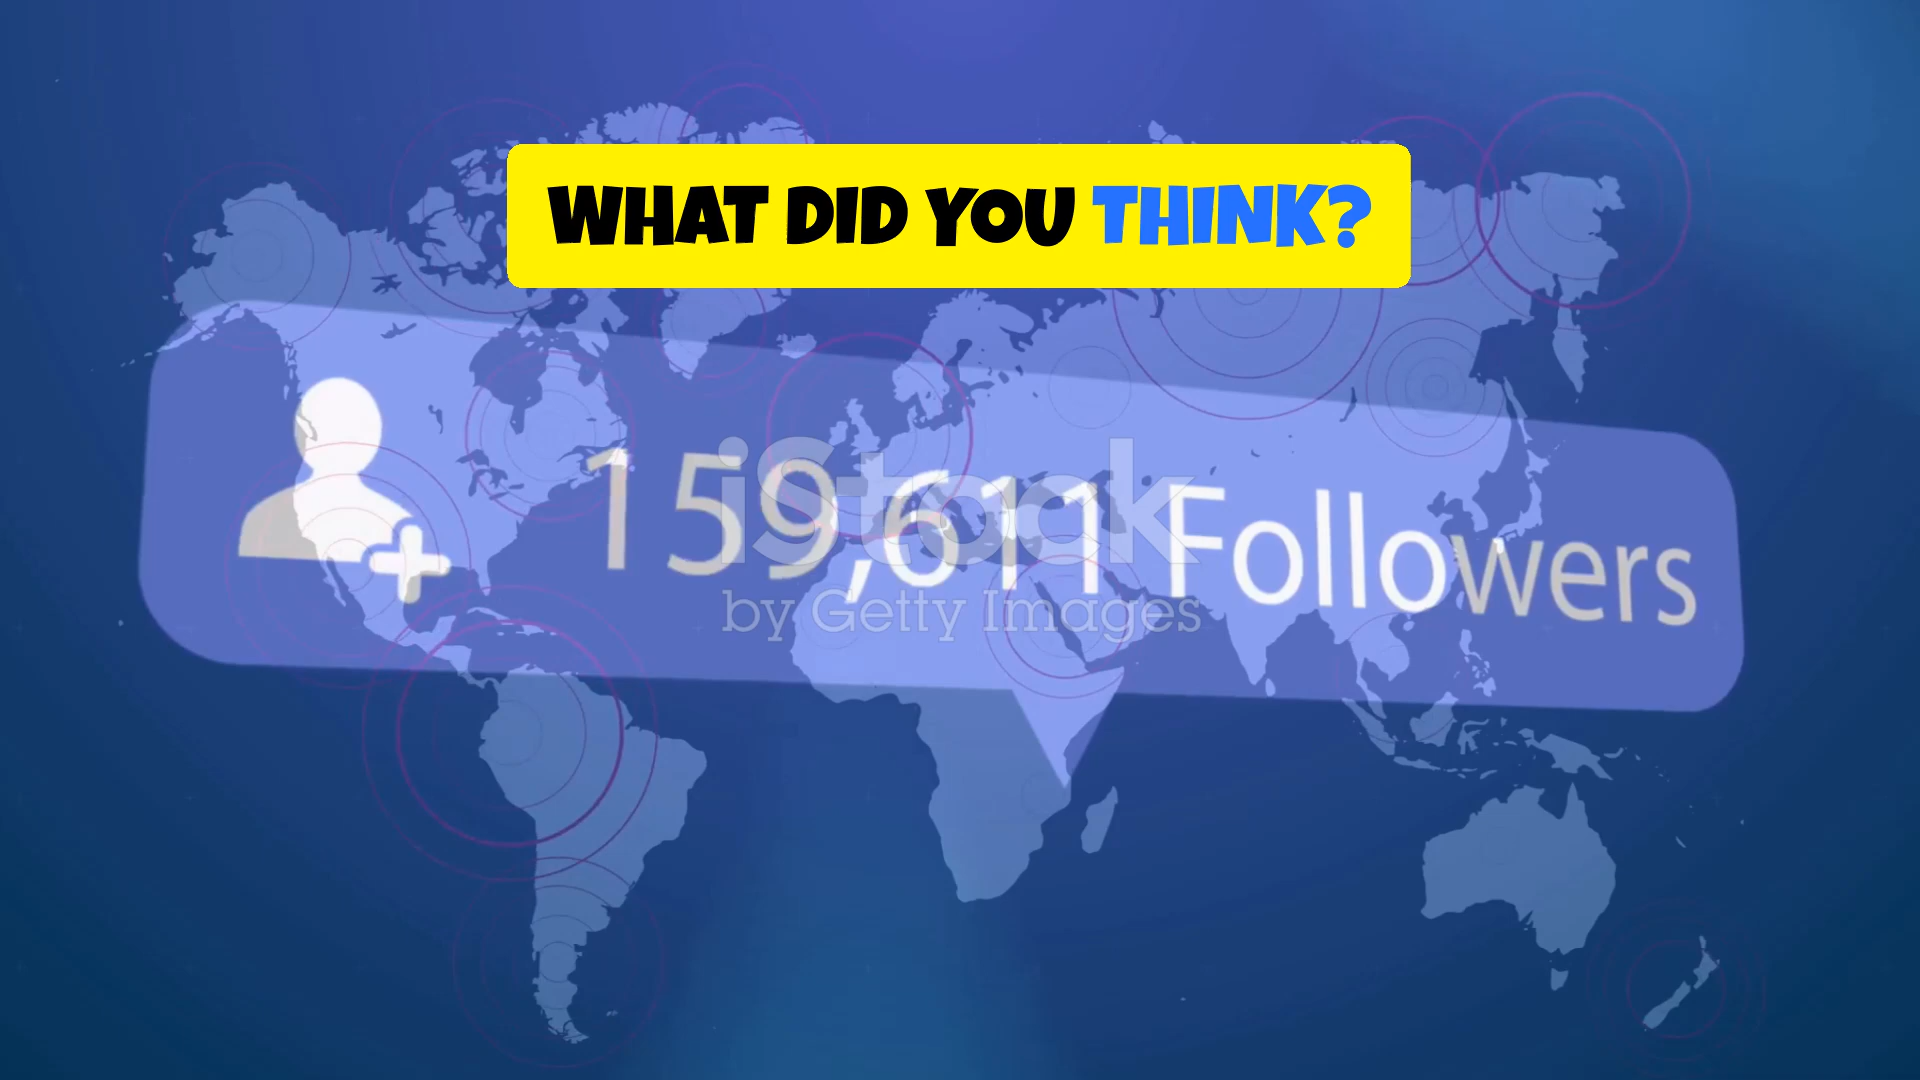 WHAT DID YOU THINK?
159,611 Followers
iStock
by Getty Images